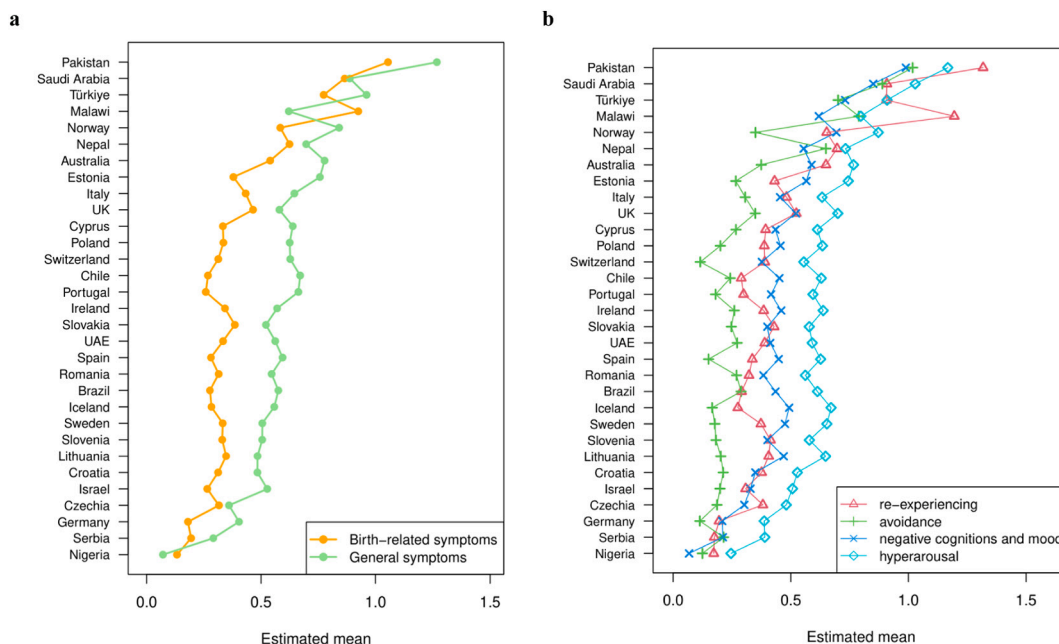 a
Pakistan
Saudi Arabia
Türkiye
Malawi
Norway
Nepal
Australia
Estonia
Italy
UK
Cyprus
Poland
Switzerland
Chile
Portugal
Ireland
Slovakia
UAE
Spain
Romania
Brazil
Iceland
Sweden
Slovenia
Lithuania
Croatia
Israel
Czechia
Germany
Serbia
Nigeria
Birth−related symptoms
General symptoms
0.0 0.5 1.0 1.5
Estimated mean
b
Pakistan
Saudi Arabia
Türkiye
Malawi
Norway
Nepal
Australia
Estonia
Italy
UK
Cyprus
Poland
Switzerland
Chile
Portugal
Ireland
Slovakia
UAE
Spain
Romania
Brazil
Iceland
Sweden
Slovenia
Lithuania
Croatia
Israel
Czechia
Germany
Serbia
Nigeria
re−experiencing
avoidance
negative cognitions and mood
hyperarousal
0.0 0.5 1.0 1.5
Estimated mean